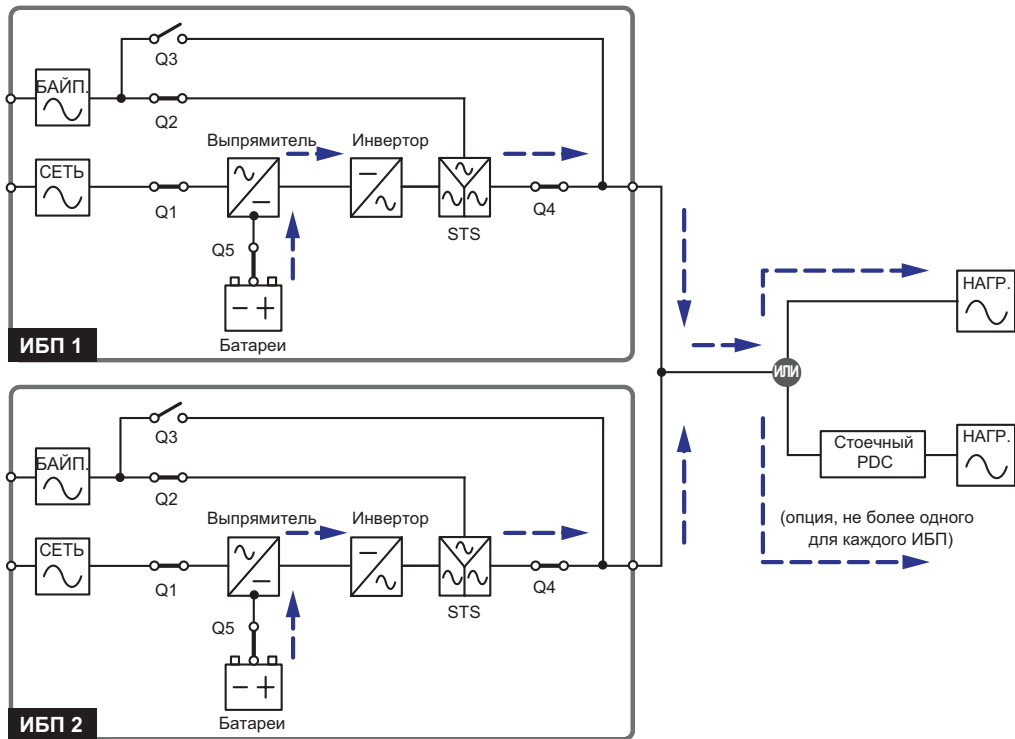 Q3
БАЙП.
Q2
Выпрямитель
Инвертор
СЕТЬ
Q1
STS
Q4
Q5
Батареи
ИБП 1
НАГР.
ИЛИ
Q3
БАЙП.
Q2
Выпрямитель
Инвертор
СЕТЬ
Q1
STS
Q4
Q5
Батареи
ИБП 2
Стоечный
PDC
НАГР.
(опция, не более одного
для каждого ИБП)